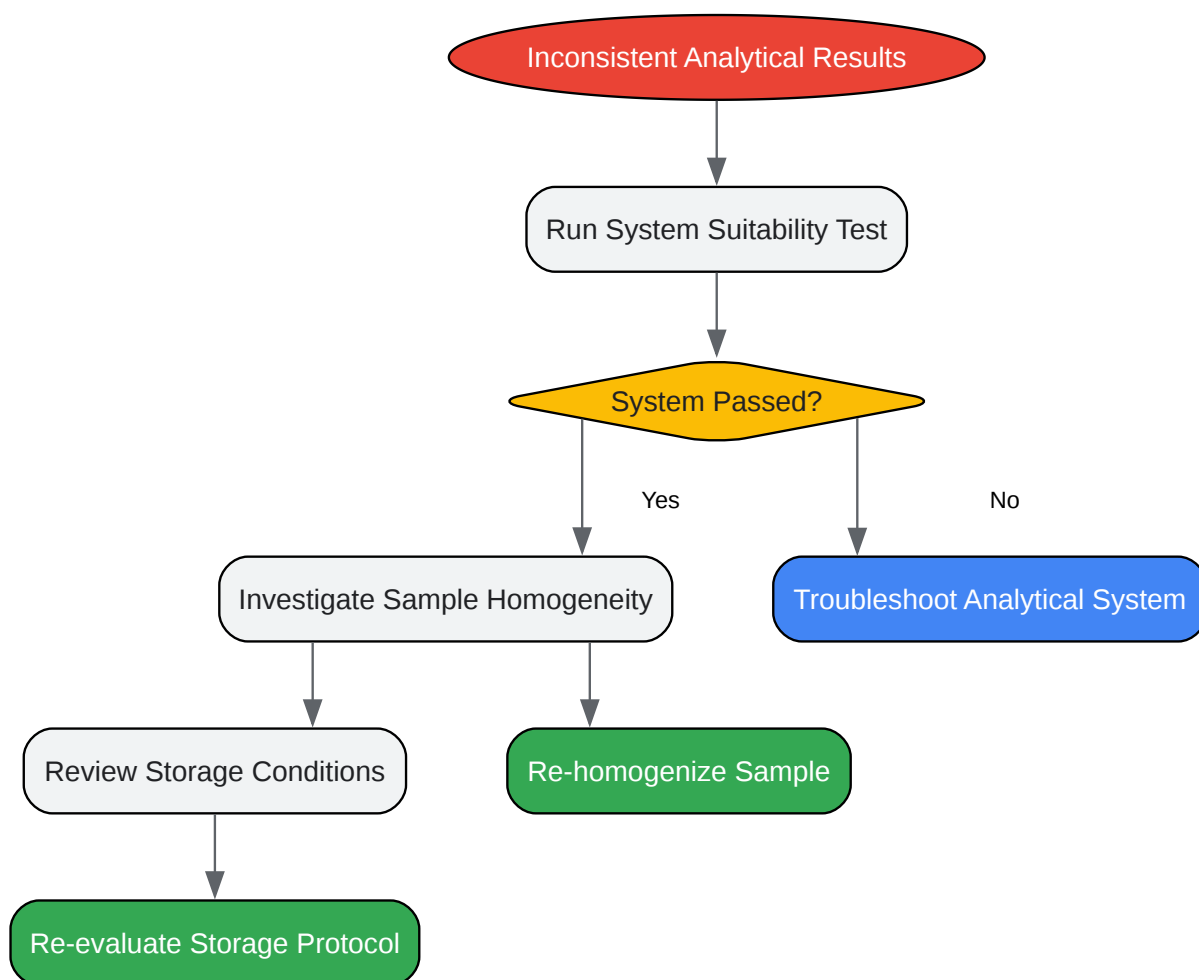 Inconsistent Analytical Results
Run System Suitability Test
System Passed?
Yes
No
Investigate Sample Homogeneity
Troubleshoot Analytical System
Review Storage Conditions
Re-homogenize Sample
Re-evaluate Storage Protocol